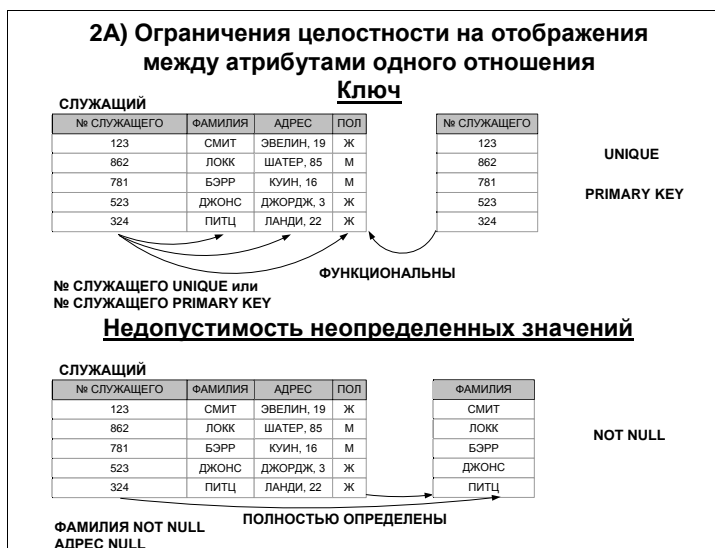 2А) Ограничения целостности на отображения
между атрибутами одного отношения
Ключ
СЛУЖАЩИЙ
№ СЛУЖАЩЕГО ФАМИЛИЯ АДРЕС ПОЛ
123 СМИТ ЭВЕЛИН, 19 Ж
862 ЛОКК ШАТЕР, 85 М
781 БЭРР КУИН, 16 М
523 ДЖОНС ДЖОРДЖ, 3 Ж
324 ПИТЦ ЛАНДИ, 22 Ж
№ СЛУЖАЩЕГО
123
862
781
523
324
UNIQUE
PRIMARY KEY
ФУНКЦИОНАЛЬНЫ
№ СЛУЖАЩЕГО UNIQUE или
№ СЛУЖАЩЕГО PRIMARY KEY
Недопустимость неопределенных значений
СЛУЖАЩИЙ
№ СЛУЖАЩЕГО ФАМИЛИЯ АДРЕС ПОЛ
123 СМИТ ЭВЕЛИН, 19 Ж
862 ЛОКК ШАТЕР, 85 М
781 БЭРР КУИН, 16 М
523 ДЖОНС ДЖОРДЖ, 3 Ж
324 ПИТЦ ЛАНДИ, 22 Ж
ФАМИЛИЯ
СМИТ
ЛОКК
БЭРР
ДЖОНС
ПИТЦ
NOT NULL
ПОЛНОСТЬЮ ОПРЕДЕЛЕНЫ
ФАМИЛИЯ NOT NULL
АДРЕС NULL